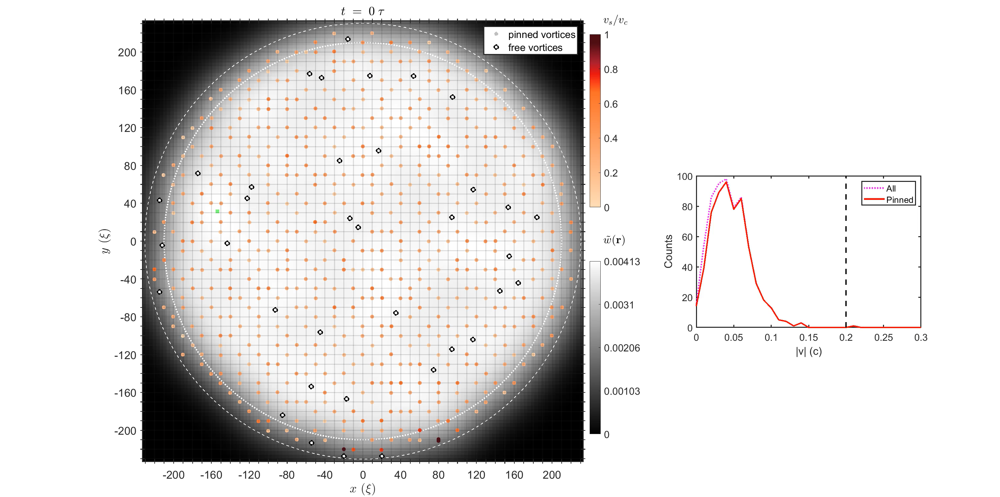 t = 0 τ
pinned vortices
free vortices
200
160
120
80
40
0
-40
-80
-120
-160
-200
y (ξ)
-200 -160 -120 -80 -40 0 40 80 120 160 200
x (ξ)
v_s/v_c
1
0.8
0.6
0.4
0.2
0
w̃(r)
0.00413
0.0031
0.00206
0.00103
0
100
80
60
40
20
0
Counts
All
Pinned
0 0.05 0.1 0.15 0.2 0.25 0.3
|v| (c)